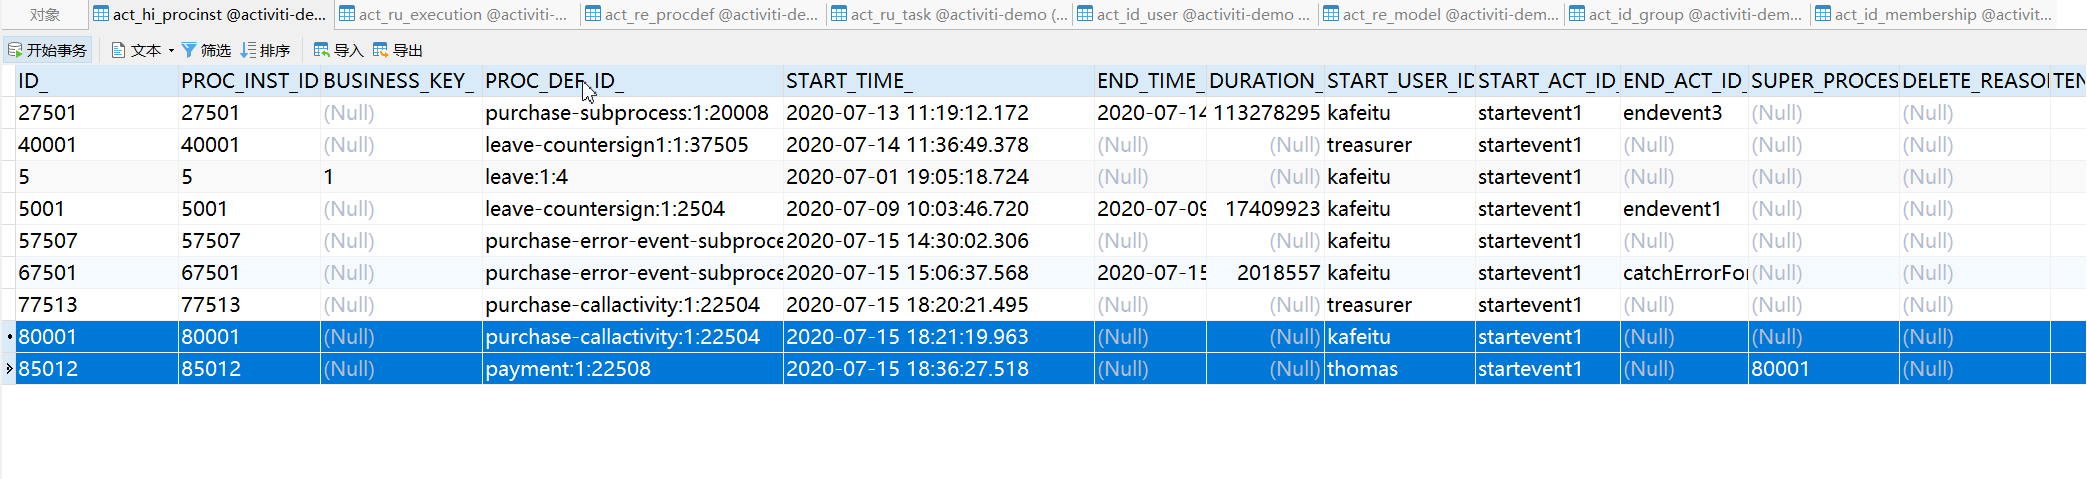 对象 act_hi_procinst @activiti-de... act_ru_execution @activiti-... act_re_procdef @activiti-de... act_ru_task @activiti-demo (... act_id_user @activiti-demo ... act_re_model @activiti-dem... act_id_group @activiti-dem... act_id_membership @activit...
开始事务 文本 筛选 排序 导入 导出
ID_ PROC_INST_ID BUSINESS_KEY_ PROC_DEF_ID_ START_TIME_ END_TIME_ DURATION_ START_USER_ID START_ACT_ID_ END_ACT_ID_ SUPER_PROCES DELETE_REASO TEN
27501 27501 (Null) purchase-subprocess:1:20008 2020-07-13 11:19:12.172 2020-07-14 113278295 kafeitu startevent1 endevent3 (Null) (Null)
40001 40001 (Null) leave-countersign1:1:37505 2020-07-14 11:36:49.378 (Null) (Null) treasurer startevent1 (Null) (Null) (Null)
5 5 1 leave:1:4 2020-07-01 19:05:18.724 (Null) (Null) kafeitu startevent1 (Null) (Null) (Null)
5001 5001 (Null) leave-countersign:1:2504 2020-07-09 10:03:46.720 2020-07-09 17409923 kafeitu startevent1 endevent1 (Null) (Null)
57507 57507 (Null) purchase-error-event-subproce 2020-07-15 14:30:02.306 (Null) (Null) kafeitu startevent1 (Null) (Null) (Null)
67501 67501 (Null) purchase-error-event-subproce 2020-07-15 15:06:37.568 2020-07-15 2018557 kafeitu startevent1 catchErrorFor (Null) (Null)
77513 77513 (Null) purchase-callactivity:1:22504 2020-07-15 18:20:21.495 (Null) (Null) treasurer startevent1 (Null) (Null) (Null)
80001 80001 (Null) purchase-callactivity:1:22504 2020-07-15 18:21:19.963 (Null) (Null) kafeitu startevent1 (Null) (Null) (Null)
85012 85012 (Null) payment:1:22508 2020-07-15 18:36:27.518 (Null) (Null) thomas startevent1 (Null) 80001 (Null)